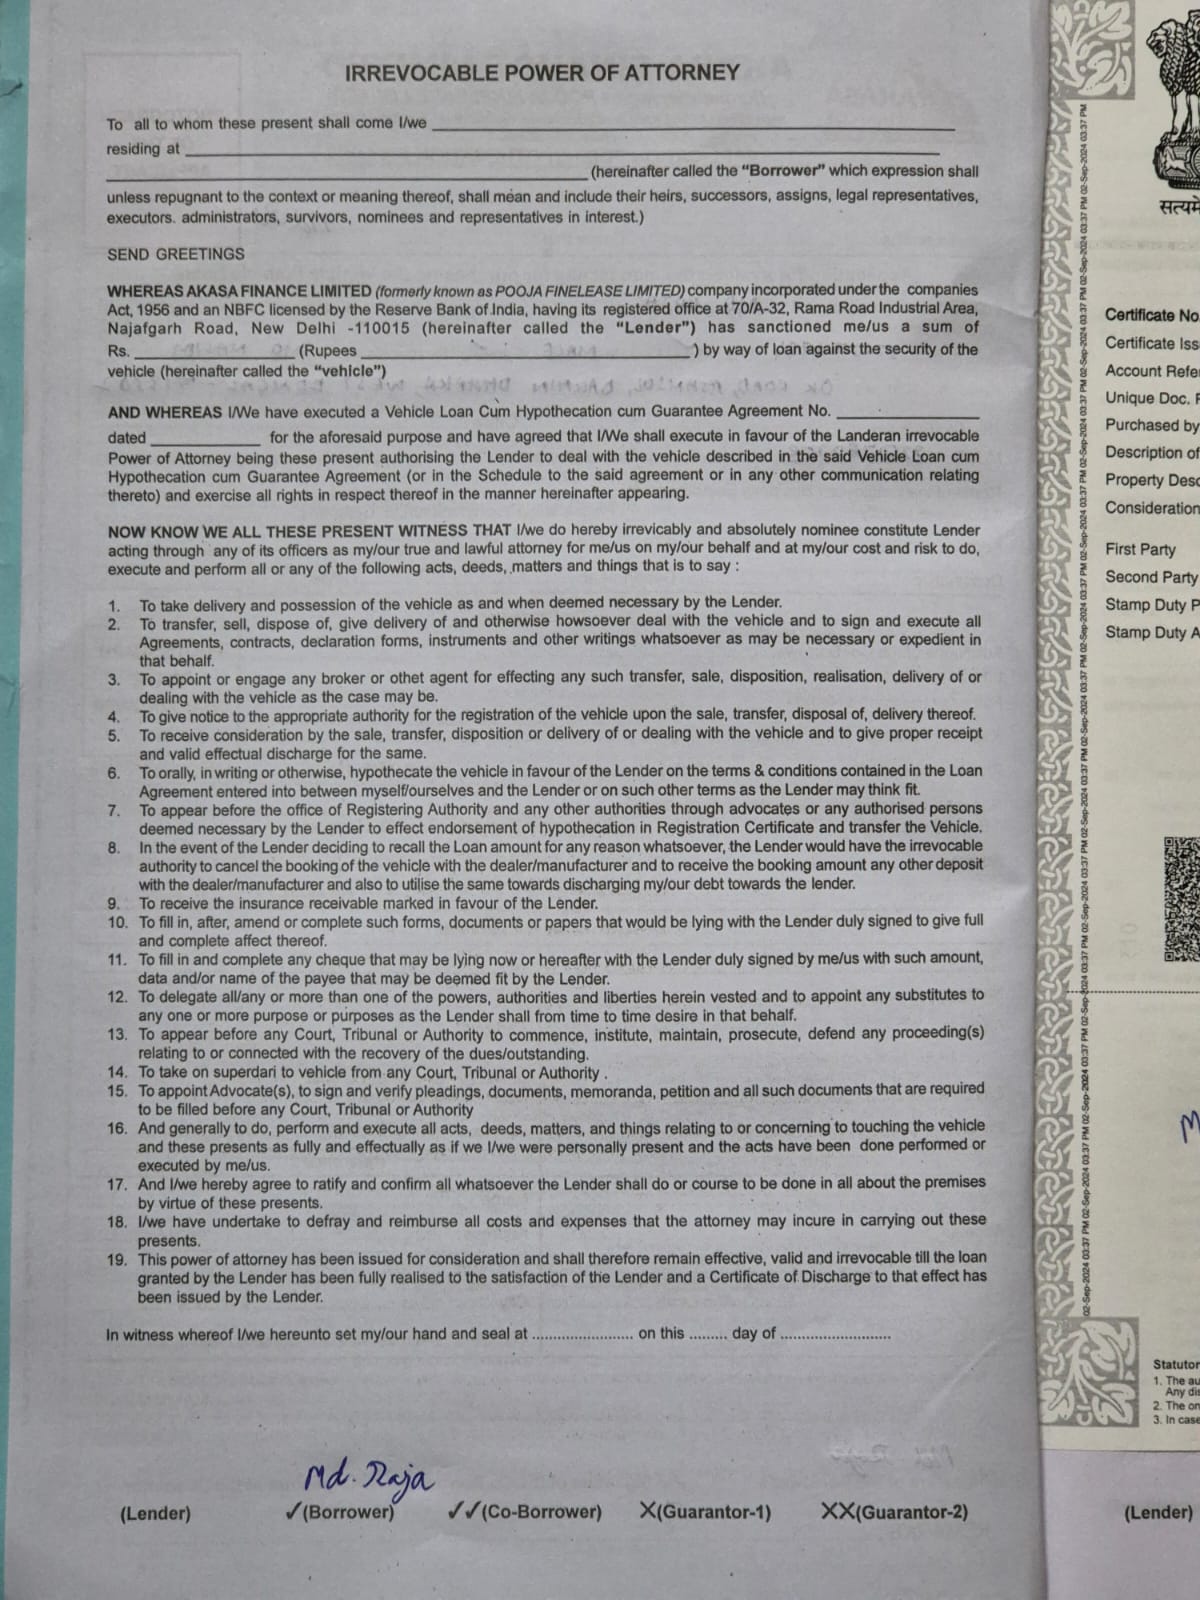 IRREVOCABLE POWER OF ATTORNEY
To all to whom these present shall come I/we
residing at
(hereinafter called the "Borrower" which expression shall
unless repugnant to the context or meaning thereof, shall mean and include their heirs, successors, assigns, legal representatives,
executors. administrators, survivors, nominees and representatives in interest.)
SEND GREETINGS
WHEREAS AKASA FINANCE LIMITED (formerly known as POOJA FINELEASE LIMITED) company incorporated under the companies
Act, 1956 and an NBFC licensed by the Reserve Bank of India, having its registered office at 70/A-32, Rama Road Industrial Area,
Najafgarh Road, New Delhi -110015 (hereinafter called the "Lender") has sanctioned me/us a sum of
Rs. (Rupees ) by way of loan against the security of the
vehicle (hereinafter called the "vehicle")
AND WHEREAS I/We have executed a Vehicle Loan Cum Hypothecation cum Guarantee Agreement No.
dated for the aforesaid purpose and have agreed that I/We shall execute in favour of the Landeran irrevocable
Power of Attorney being these present authorising the Lender to deal with the vehicle described in the said Vehicle Loan cum
Hypothecation cum Guarantee Agreement (or in the Schedule to the said agreement or in any other communication relating
thereto) and exercise all rights in respect thereof in the manner hereinafter appearing.
NOW KNOW WE ALL THESE PRESENT WITNESS THAT I/we do hereby irrevicably and absolutely nominee constitute Lender
acting through any of its officers as my/our true and lawful attorney for me/us on my/our behalf and at my/our cost and risk to do,
execute and perform all or any of the following acts, deeds, matters and things that is to say :
1. To take delivery and possession of the vehicle as and when deemed necessary by the Lender.
2. To transfer, sell, dispose of, give delivery of and otherwise howsoever deal with the vehicle and to sign and execute all
Agreements, contracts, declaration forms, instruments and other writings whatsoever as may be necessary or expedient in
that behalf.
3. To appoint or engage any broker or othet agent for effecting any such transfer, sale, disposition, realisation, delivery of or
dealing with the vehicle as the case may be.
4. To give notice to the appropriate authority for the registration of the vehicle upon the sale, transfer, disposal of, delivery thereof.
5. To receive consideration by the sale, transfer, disposition or delivery of or dealing with the vehicle and to give proper receipt
and valid effectual discharge for the same.
6. To orally, in writing or otherwise, hypothecate the vehicle in favour of the Lender on the terms & conditions contained in the Loan
Agreement entered into between myself/ourselves and the Lender or on such other terms as the Lender may think fit.
7. To appear before the office of Registering Authority and any other authorities through advocates or any authorised persons
deemed necessary by the Lender to effect endorsement of hypothecation in Registration Certificate and transfer the Vehicle.
8. In the event of the Lender deciding to recall the Loan amount for any reason whatsoever, the Lender would have the irrevocable
authority to cancel the booking of the vehicle with the dealer/manufacturer and to receive the booking amount any other deposit
with the dealer/manufacturer and also to utilise the same towards discharging my/our debt towards the lender.
9. To receive the insurance receivable marked in favour of the Lender.
10. To fill in, after, amend or complete such forms, documents or papers that would be lying with the Lender duly signed to give full
and complete affect thereof.
11. To fill in and complete any cheque that may be lying now or hereafter with the Lender duly signed by me/us with such amount,
data and/or name of the payee that may be deemed fit by the Lender.
12. To delegate all/any or more than one of the powers, authorities and liberties herein vested and to appoint any substitutes to
any one or more purpose or purposes as the Lender shall from time to time desire in that behalf.
13. To appear before any Court, Tribunal or Authority to commence, institute, maintain, prosecute, defend any proceeding(s)
relating to or connected with the recovery of the dues/outstanding.
14. To take on superdari to vehicle from any Court, Tribunal or Authority .
15. To appoint Advocate(s), to sign and verify pleadings, documents, memoranda, petition and all such documents that are required
to be filled before any Court, Tribunal or Authority
16. And generally to do, perform and execute all acts, deeds, matters, and things relating to or concerning to touching the vehicle
and these presents as fully and effectually as if we I/we were personally present and the acts have been done performed or
executed by me/us.
17. And I/we hereby agree to ratify and confirm all whatsoever the Lender shall do or course to be done in all about the premises
by virtue of these presents.
18. I/we have undertake to defray and reimburse all costs and expenses that the attorney may incure in carrying out these
presents.
19. This power of attorney has been issued for consideration and shall therefore remain effective, valid and irrevocable till the loan
granted by the Lender has been fully realised to the satisfaction of the Lender and a Certificate of Discharge to that effect has
been issued by the Lender.
In witness whereof I/we hereunto set my/our hand and seal at ....................... on this ......... day of .........................
Md. Raja
(Lender) ✓(Borrower) ✓✓(Co-Borrower) X(Guarantor-1) XX(Guarantor-2)
सत्यमे
Certificate No
Certificate Iss
Account Refe
Unique Doc.
Purchased by
Description of
Property Desc
Consideration
First Party
Second Party
Stamp Duty P
Stamp Duty A
02-Sep-2024 03:37 PM
Statutor
1. The au
Any dis
2. The on
3. In case
(Lender)